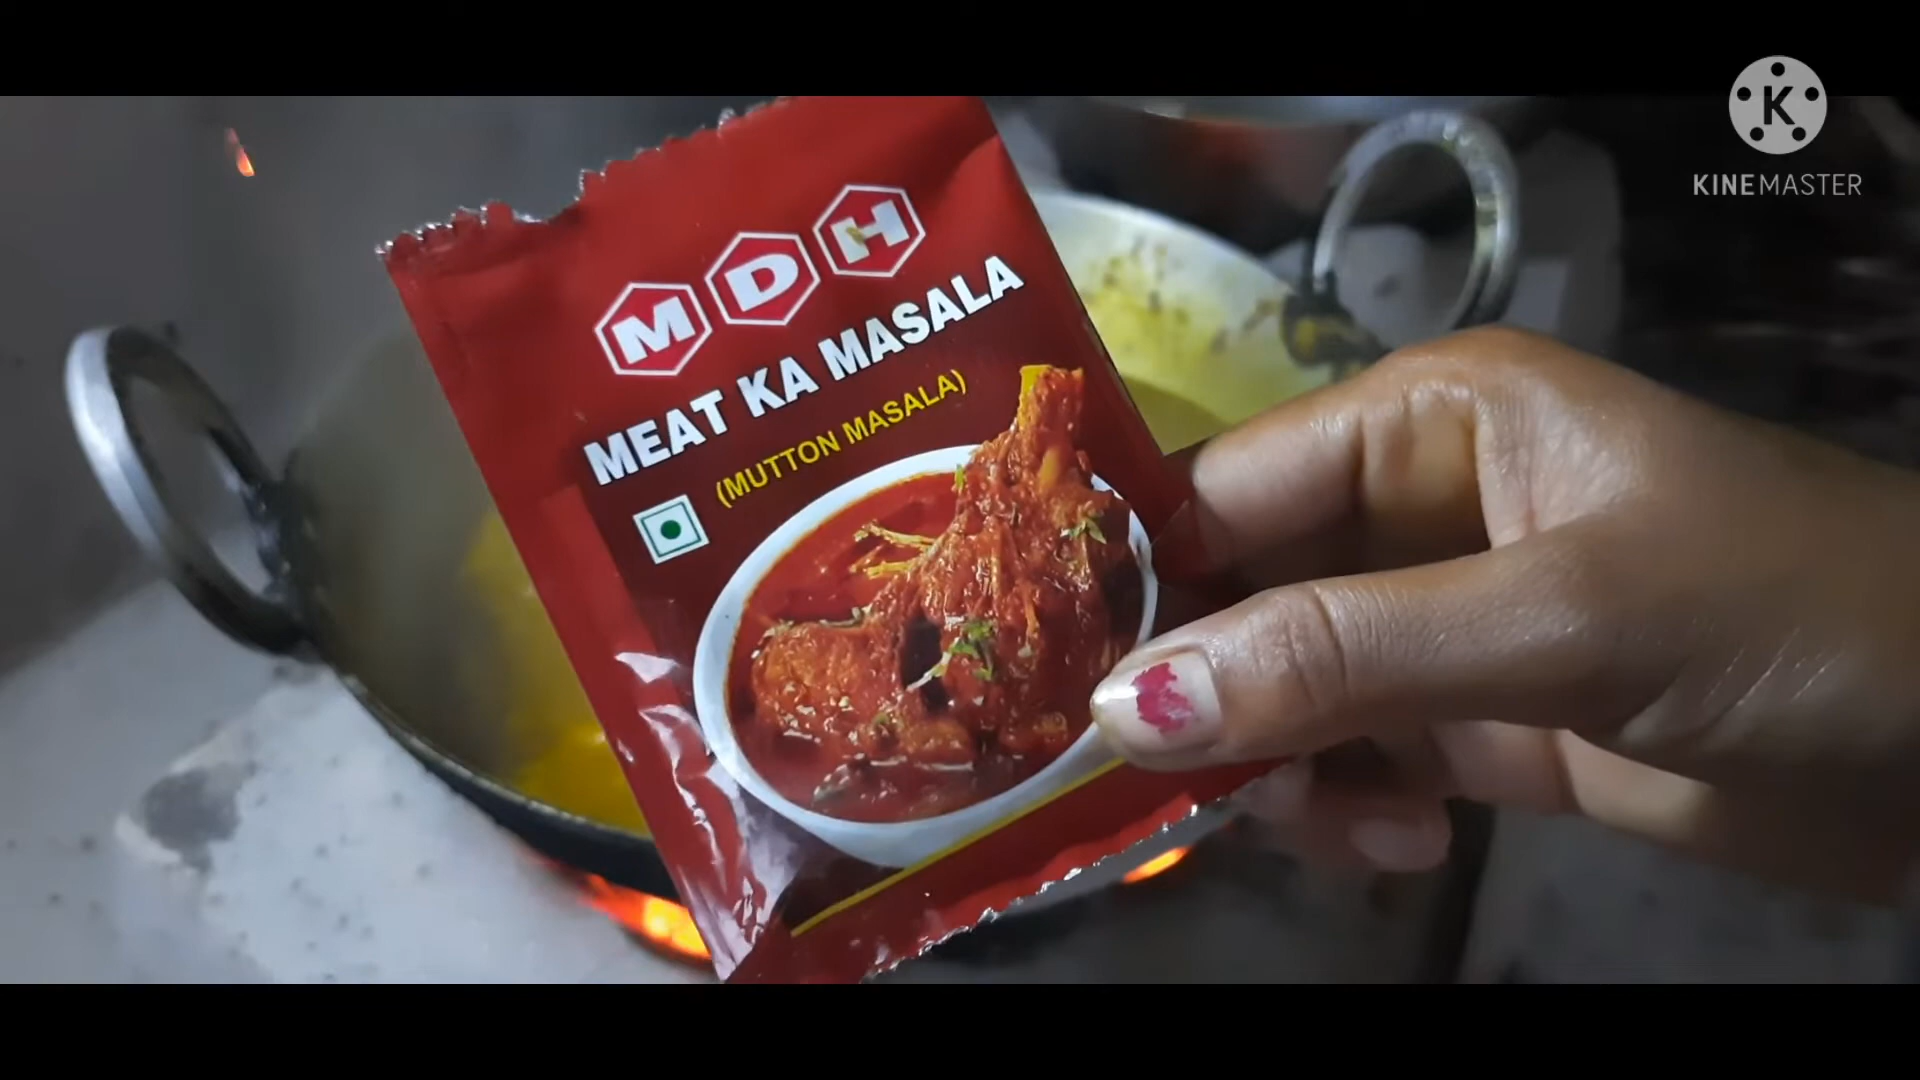 MDH
MEAT KA MASALA
(MUTTON MASALA)
K
KINEMASTER